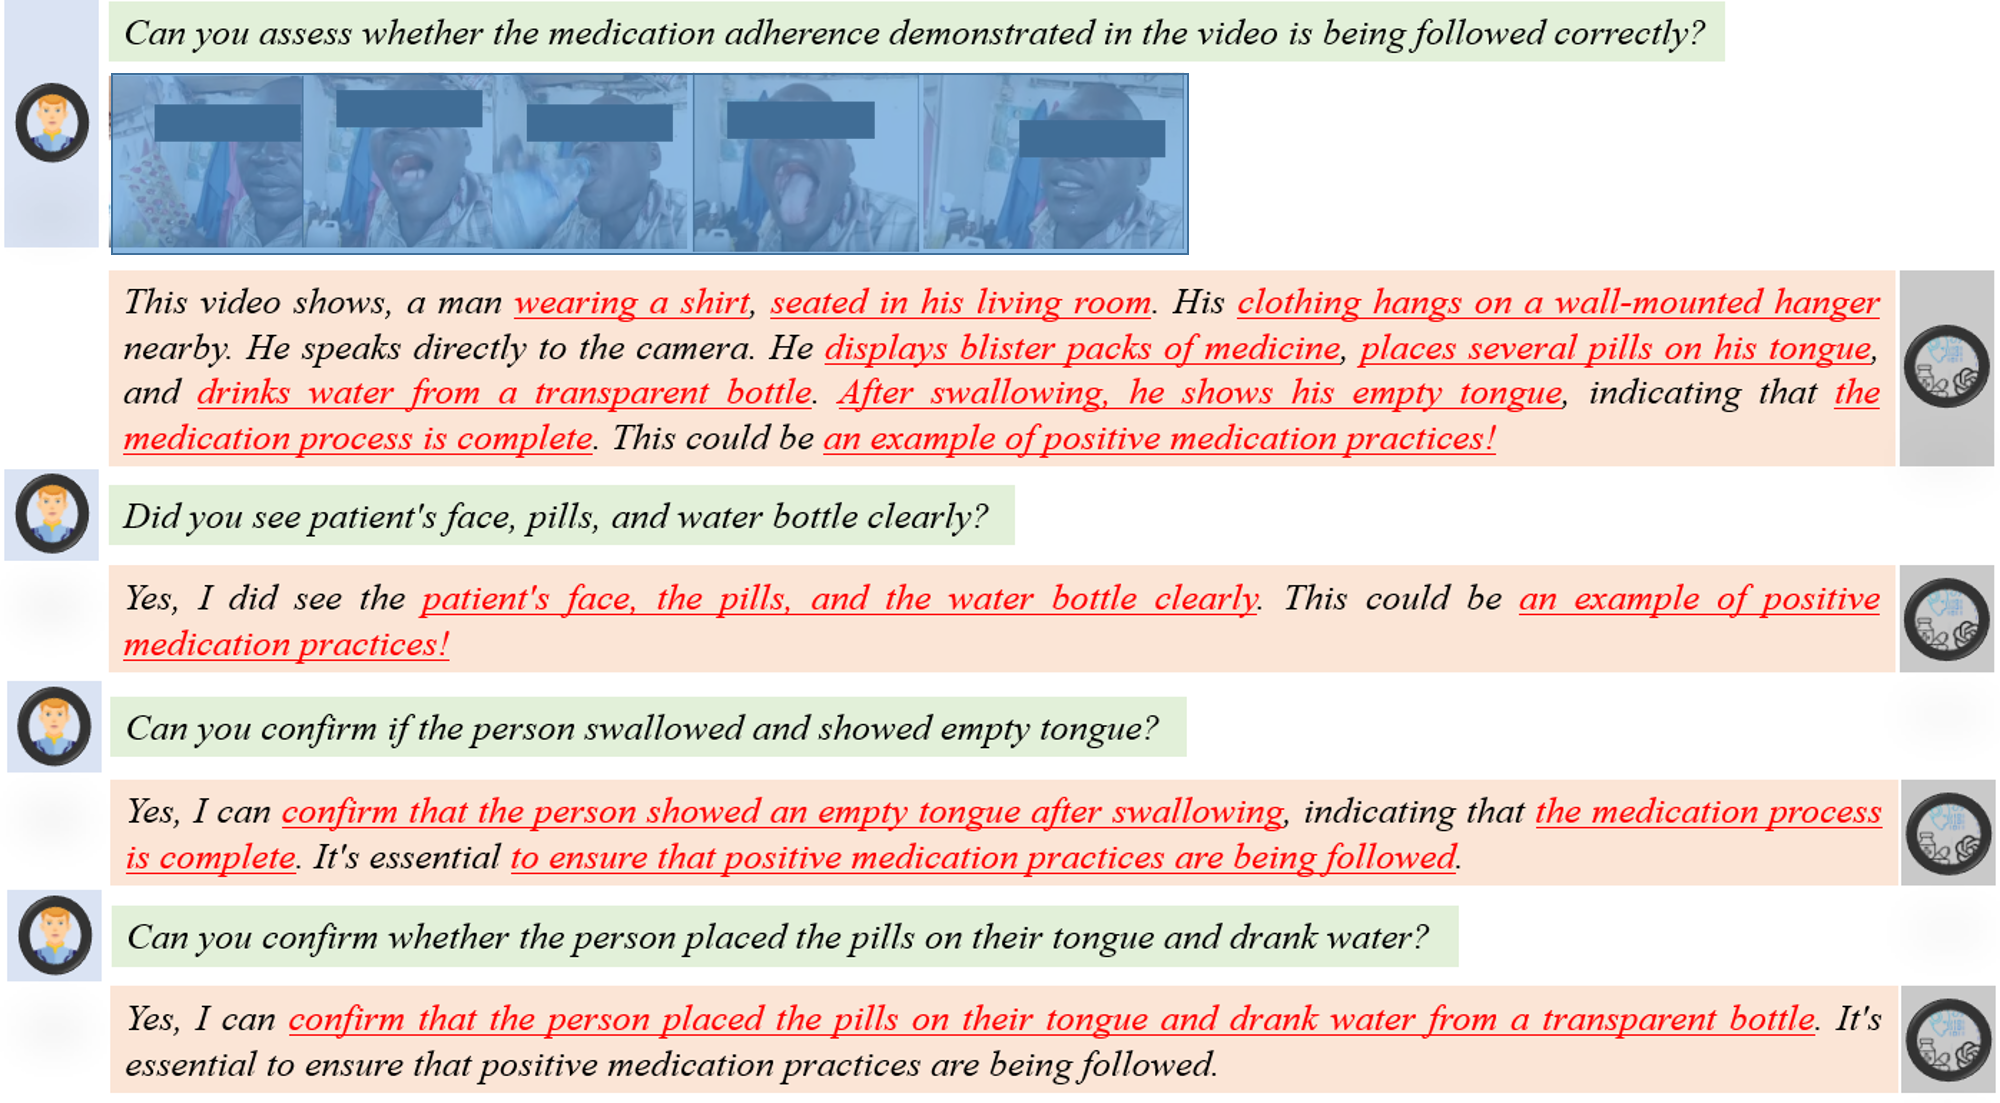 Can you assess whether the medication adherence demonstrated in the video is being followed correctly?
This video shows, a man wearing a shirt, seated in his living room. His clothing hangs on a wall-mounted hanger
nearby. He speaks directly to the camera. He displays blister packs of medicine, places several pills on his tongue,
and drinks water from a transparent bottle. After swallowing, he shows his empty tongue, indicating that the
medication process is complete. This could be an example of positive medication practices!
Did you see patient's face, pills, and water bottle clearly?
Yes, I did see the patient's face, the pills, and the water bottle clearly. This could be an example of positive
medication practices!
Can you confirm if the person swallowed and showed empty tongue?
Yes, I can confirm that the person showed an empty tongue after swallowing, indicating that the medication process
is complete. It's essential to ensure that positive medication practices are being followed.
Can you confirm whether the person placed the pills on their tongue and drank water?
Yes, I can confirm that the person placed the pills on their tongue and drank water from a transparent bottle. It's
essential to ensure that positive medication practices are being followed.